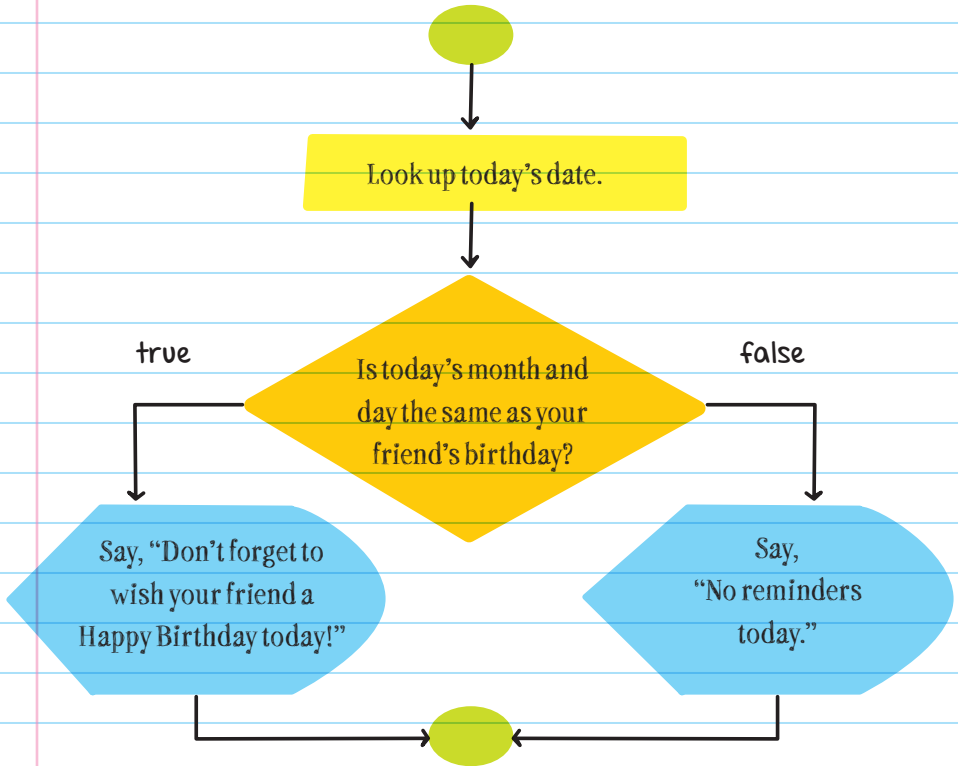 Look up today's date.
true
false
Is today's month and
day the same as your
friend's birthday?
Say, “Don't forget to
wish your friend a
Happy Birthday today!”
Say,
“No reminders
today.”